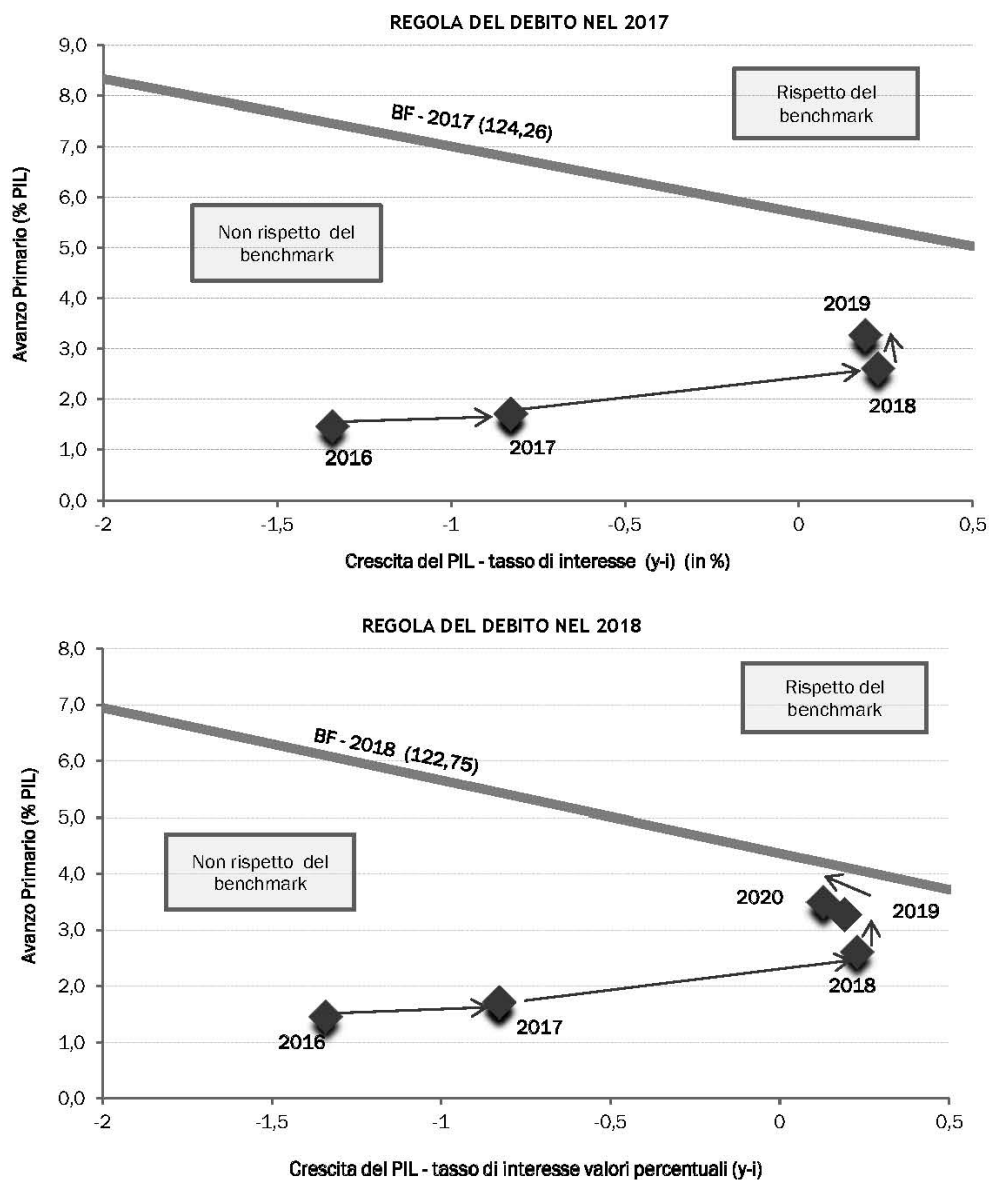 REGOLA DEL DEBITO NEL 2017
9,0
8,0
7,0
6,0
5,0
4,0
3,0
2,0
1,0
0,0
Avanzo Primario (% PIL)
Rispetto del
benchmark
BF - 2017 (124,26)
Non rispetto del
benchmark
2019
2018
2017
2016
-2
-1,5
-1
-0,5
0
0,5
Crescita del PIL - tasso di interesse (y-i) (in %)
REGOLA DEL DEBITO NEL 2018
8,0
7,0
6,0
5,0
4,0
3,0
2,0
1,0
0,0
Avanzo Primario (% PIL)
Rispetto del
benchmark
BF - 2018 (122,75)
Non rispetto del
benchmark
2020
2019
2018
2017
2016
-2
-1,5
-1
-0,5
0
0,5
Crescita del PIL - tasso di interesse valori percentuali (y-i)